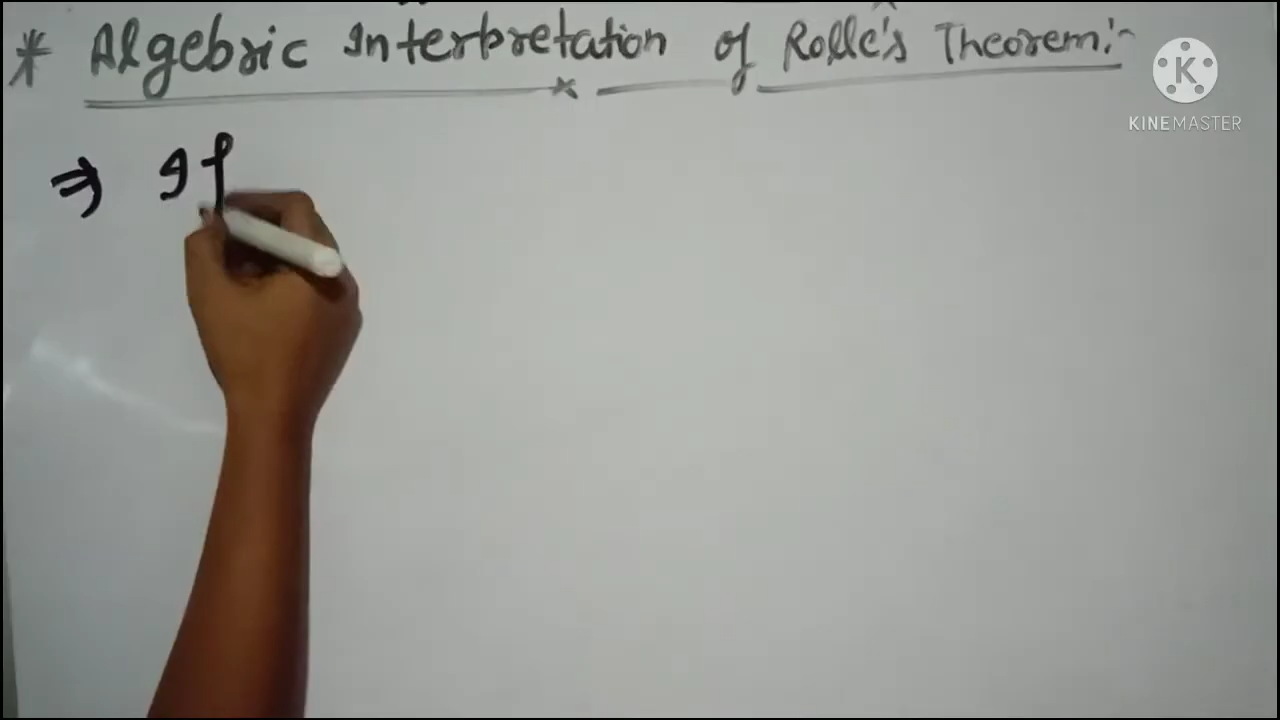 * Algebric Interpretation of Rolle's Theorem:-
⇒ If
K
KINEMASTER